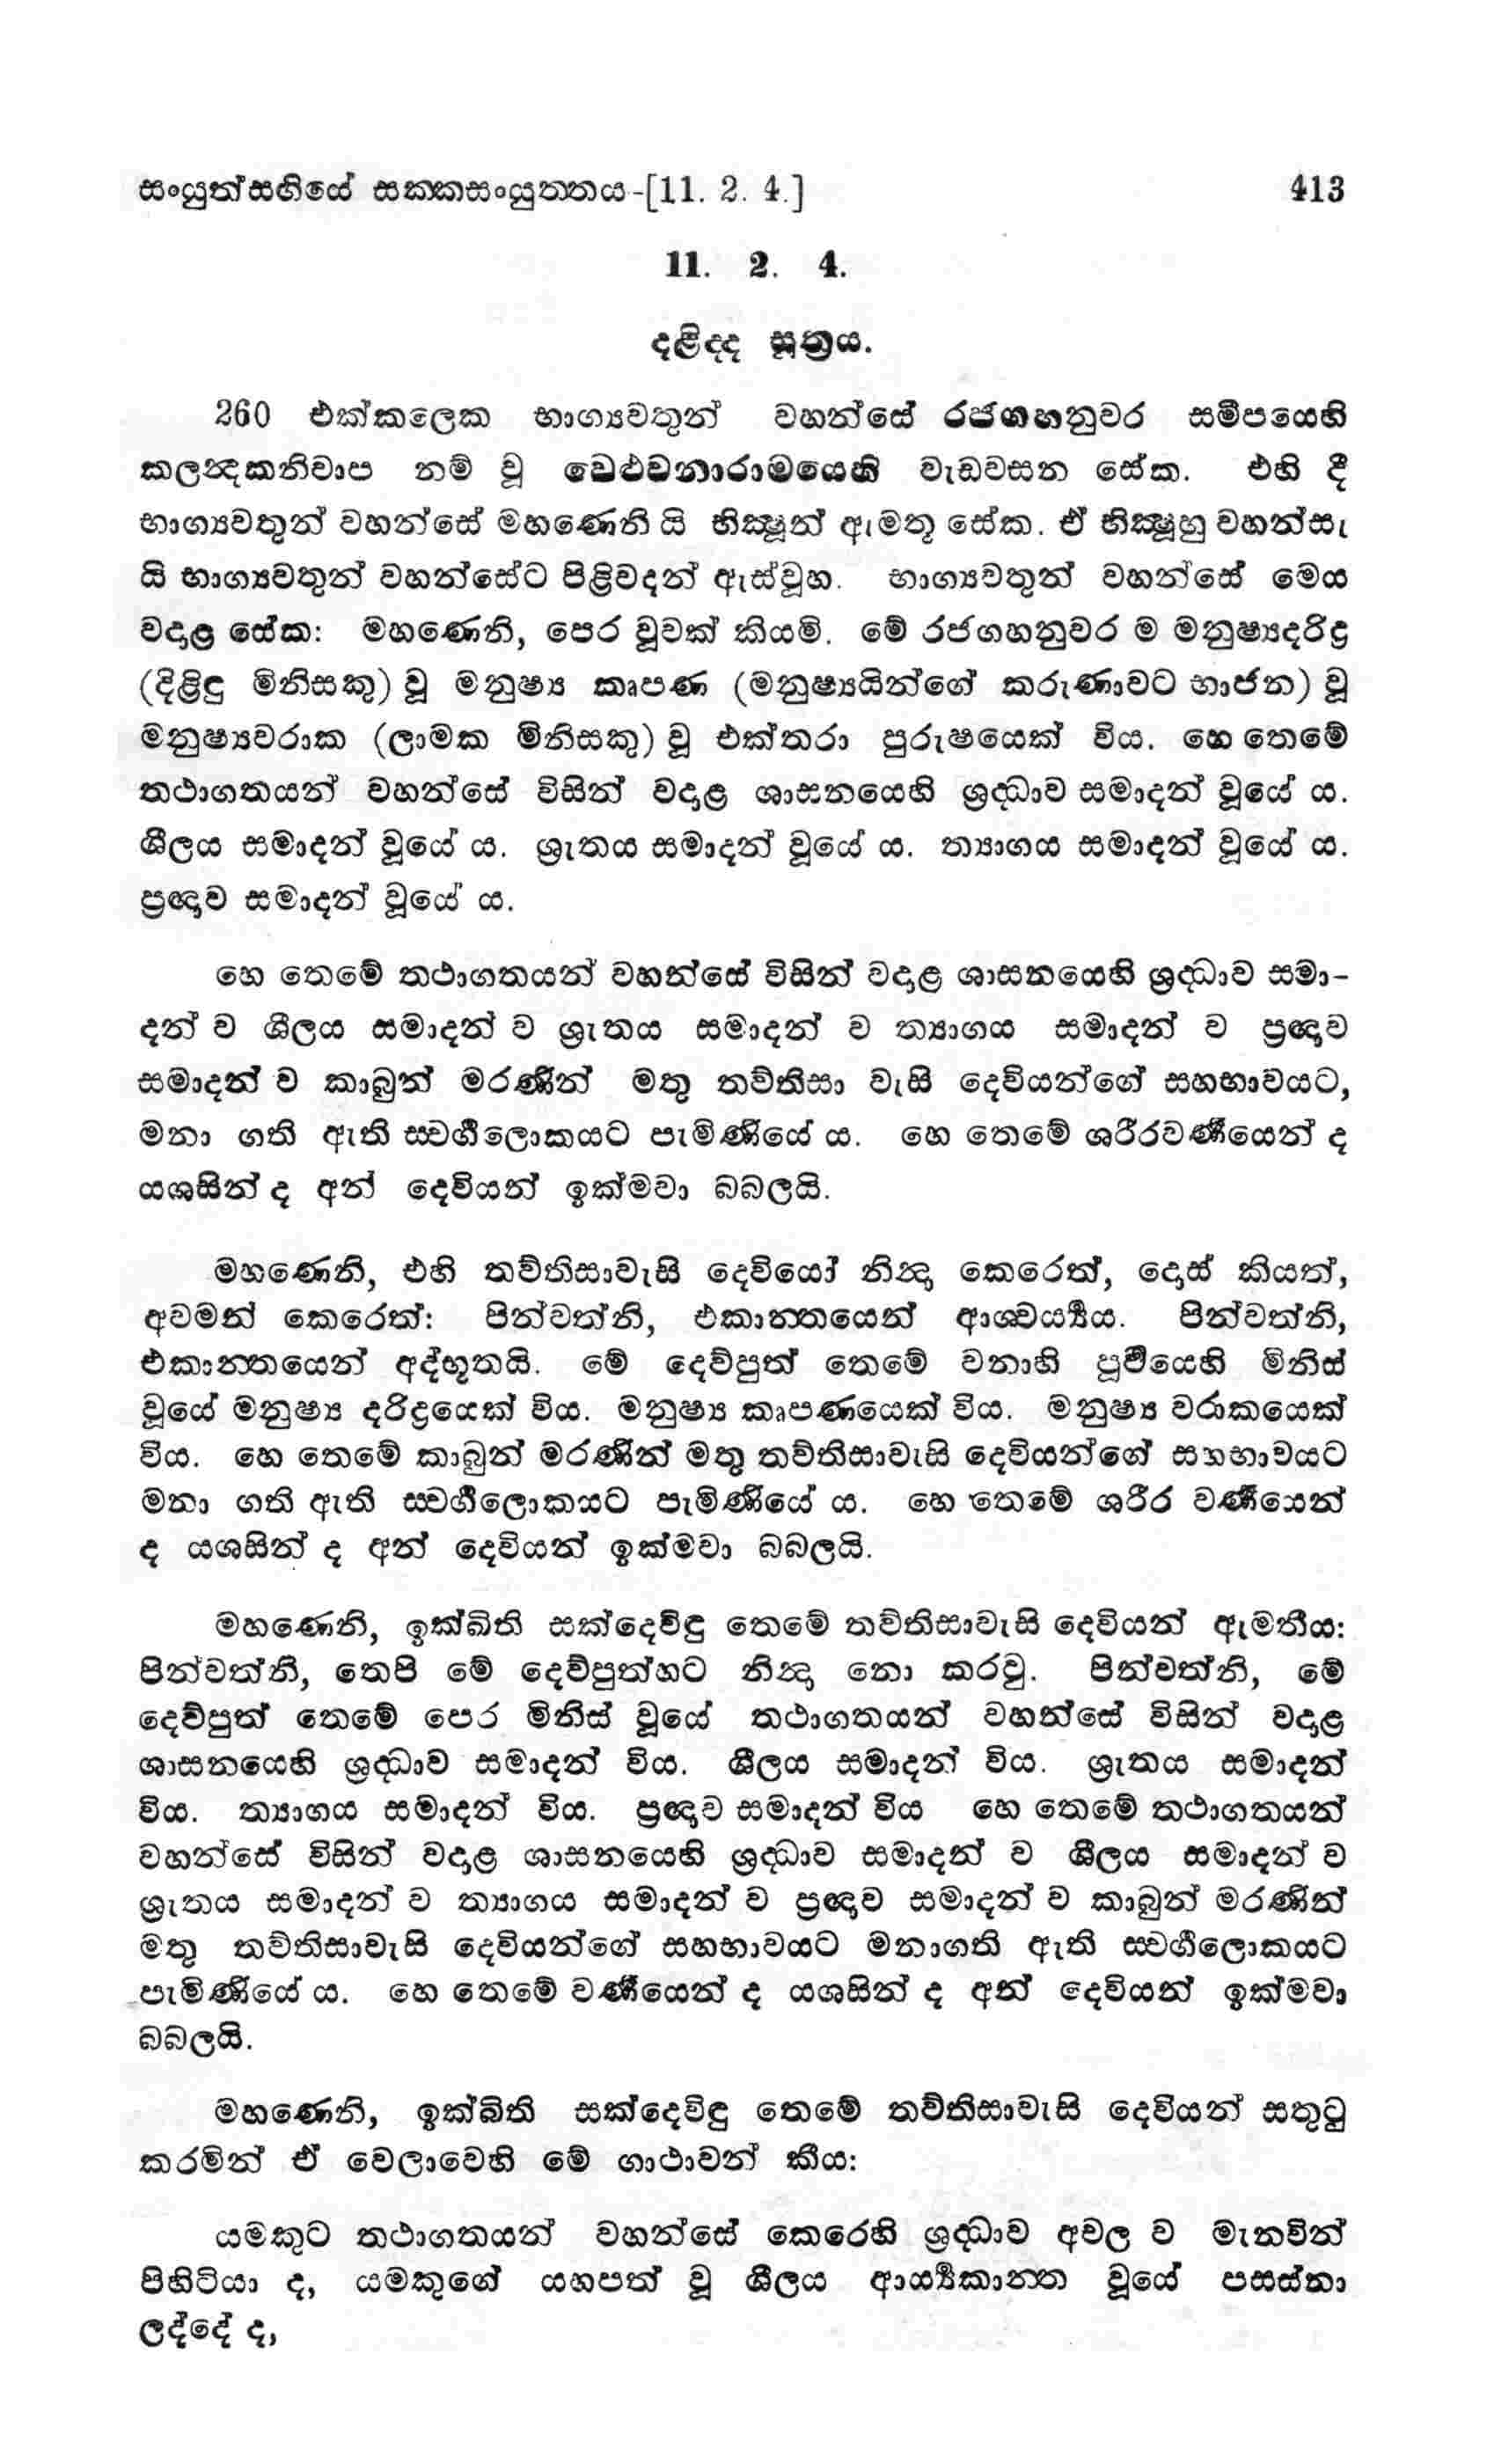 සංයුත්සඟියේ සක‍්කසංයුත‍්තය-[11. 2. 4.] 413
11. 2. 4.
දළිද‍්ද සූත්‍රය.
260 එක්කලෙක භාග්‍යවතුන් වහන්සේ රජගහනුවර සමීපයෙහි
කලන්‍දකනිවාප නම් වූ වෙළුවනාරාමයෙහි වැඩවසන සේක. එහි දී
භාග්‍යවතුන් වහන්සේ මහණෙනි යි භික්‍ෂූන් ඇමතූ සේක. ඒ භික්‍ෂූහු වහන්සැ
යි භාග්‍යවතුන් වහන්සේට පිළිවදන් ඇස්වූහ. භාග්‍යවතුන් වහන්සේ මෙය
වදාළ සේක: මහණෙනි, පෙර වූවක් කියමි. මේ රජගහනුවර ම මනුෂ්‍යදරිද්‍ර
(දිළිඳු මිනිසකු) වූ මනුෂ්‍ය කෘපණ (මනුෂ්‍යයින්ගේ කරුණාවට භාජන) වූ
මනුෂ්‍යවරාක (ලාමක මිනිසකු) වූ එක්තරා පුරුෂයෙක් විය. හෙ තෙමේ
තථාගතයන් වහන්සේ විසින් වදාළ ශාසනයෙහි ශ්‍රද්‍ධාව සමාදන් වූයේ ය.
ශීලය සමාදන් වූයේ ය. ශ්‍රුතය සමාදන් වූයේ ය. ත්‍යාගය සමාදන් වූයේ ය.
ප්‍රඥාව සමාදන් වූයේ ය.
හෙ තෙමේ තථාගතයන් වහන්සේ විසින් වදාළ ශාසනයෙහි ශ්‍රද්‍ධාව සමා-
දන් ව ශීලය සමාදන් ව ශ්‍රුතය සමාදන් ව ත්‍යාගය සමාදන් ව ප්‍රඥාව
සමාදන් ව කාබුන් මරණින් මතු තව්තිසා වැසි දෙවියන්ගේ සහභාවයට,
මනා ගති ඇති ස්‍වර්‍ගලොකයට පැමිණියේ ය. හෙ තෙමේ ශරීරවර්‍ණයෙන් ද
යශසින් ද අන් දෙවියන් ඉක්මවා බබලයි.
මහණෙනි, එහි තව්තිසාවැසි දෙවියෝ නින්‍දා කෙරෙත්, දොස් කියත්,
අවමන් කෙරෙත්: පින්වත්නි, එකාන‍්තයෙන් ආශ්‍චර්‍ය්‍යය. පින්වත්නි,
එකාන‍්තයෙන් අද්භූතයි. මේ දෙව්පුත් තෙමේ වනාහි පූර්‍වයෙහි මිනිස්
වූයේ මනුෂ්‍ය දරිද්‍රයෙක් විය. මනුෂ්‍ය කෘපණයෙක් විය. මනුෂ්‍ය වරාකයෙක්
විය. හෙ තෙමේ කාබුන් මරණින් මතු තව්තිසාවැසි දෙවියන්ගේ සහභාවයට
මනා ගති ඇති ස්‍වර්‍ගලොකයට පැමිණියේ ය. හෙ තෙමේ ශරීර වර්‍ණයෙන්
ද යශසින් ද අන් දෙවියන් ඉක්මවා බබලයි.
මහණෙනි, ඉක්ඛිති සක්දෙව්ඳු තෙමේ තව්තිසාවැසි දෙවියන් ඇමතීය:
පින්වත්නි, තෙපි මේ දෙව්පුත්හට නින්‍දා නො කරවු. පින්වත්නි, මේ
දෙව්පුත් තෙමේ පෙර මිනිස් වූයේ තථාගතයන් වහන්සේ විසින් වදාළ
ශාසනයෙහි ශ්‍රද්‍ධාව සමාදන් විය. ශීලය සමාදන් විය. ශ්‍රුතය සමාදන්
විය. ත්‍යාගය සමාදන් විය. ප්‍රඥාව සමාදන් විය හෙ තෙමේ තථාගතයන්
වහන්සේ විසින් වදාළ ශාසනයෙහි ශ්‍රද්‍ධාව සමාදන් ව ශීලය සමාදන් ව
ශ්‍රුතය සමාදන් ව ත්‍යාගය සමාදන් ව ප්‍රඥාව සමාදන් ව කාබුන් මරණින්
මතු තව්තිසාවැසි දෙවියන්ගේ සහභාවයට මනාගති ඇති ස්‍වර්‍ගලොකයට
පැමිණියේ ය. හෙ තෙමේ වර්‍ණයෙන් ද යශසින් ද අන් දෙවියන් ඉක්මවා
බබලයි.
මහණෙනි, ඉක්බිති සක්දෙවිඳු තෙමේ තව්තිසාවැසි දෙවියන් සතුටු
කරමින් ඒ වෙලාවෙහි මේ ගාථාවන් කීය:
යමකුට තථාගතයන් වහන්සේ කෙරෙහි ශ්‍රද්‍ධාව අචල ව මැනවින්
පිහිටියා ද, යමකුගේ යහපත් වූ ශීලය ආර්‍ය්‍යකාන‍්ත වූයේ පසස්නා
ලද්දේ ද,